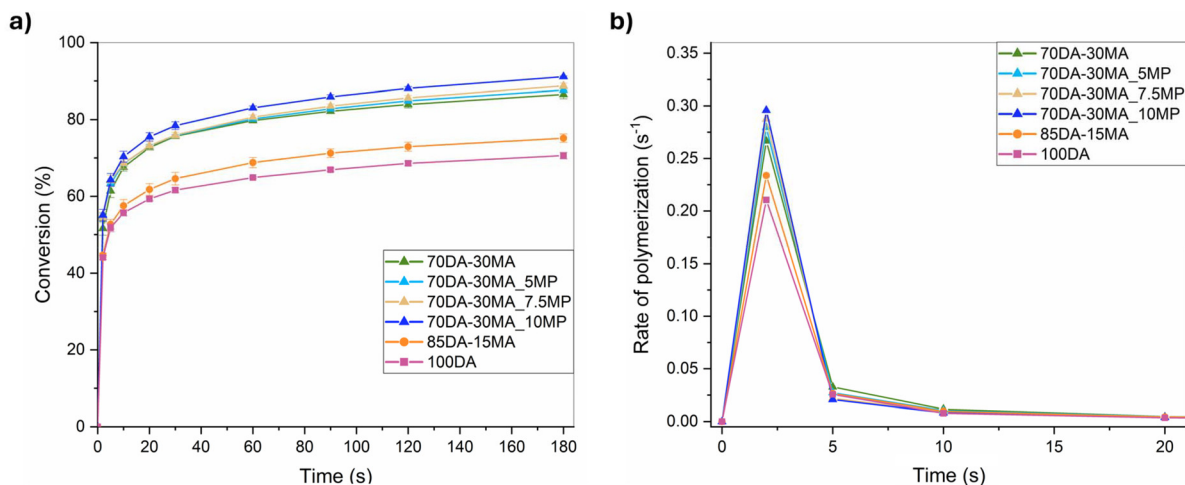 a)
100
80
60
40
20
0
Conversion (%)
0 20 40 60 80 100 120 140 160 180
Time (s)
70DA-30MA
70DA-30MA_5MP
70DA-30MA_7.5MP
70DA-30MA_10MP
85DA-15MA
100DA
b)
0.35
0.30
0.25
0.20
0.15
0.10
0.05
0.00
Rate of polymerization (s⁻¹)
0 5 10 15 20
Time (s)
70DA-30MA
70DA-30MA_5MP
70DA-30MA_7.5MP
70DA-30MA_10MP
85DA-15MA
100DA